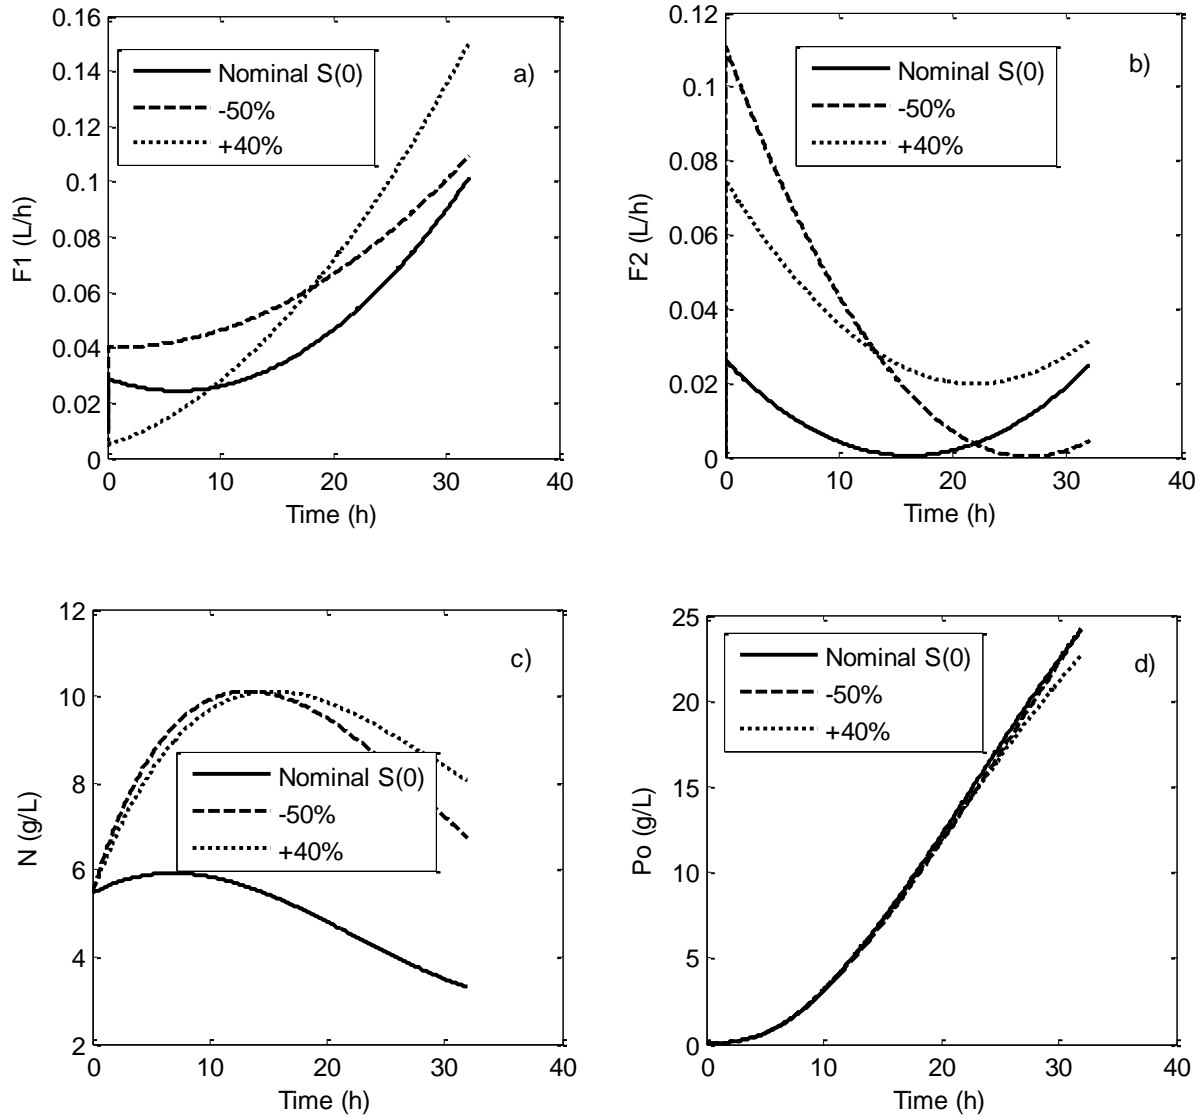 0.16
0.14
0.12
0.1
0.08
0.06
0.04
0.02
0
F1 (L/h)
Nominal S(0)
-50%
+40%
a)
0 10 20 30 40
Time (h)
0.12
0.1
0.08
0.06
0.04
0.02
0
F2 (L/h)
Nominal S(0)
-50%
+40%
b)
0 10 20 30 40
Time (h)
12
10
8
6
4
2
N (g/L)
c)
Nominal S(0)
-50%
+40%
0 10 20 30 40
Time (h)
25
20
15
10
5
0
Po (g/L)
Nominal S(0)
-50%
+40%
d)
0 10 20 30 40
Time (h)